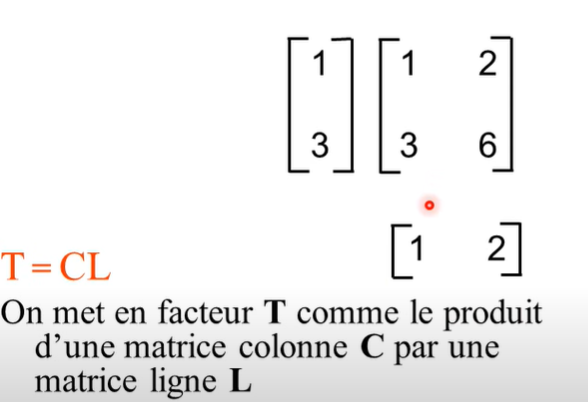 1 1 2
3 3 6
1 2
T = CL
On met en facteur T comme le produit
d’une matrice colonne C par une
matrice ligne L